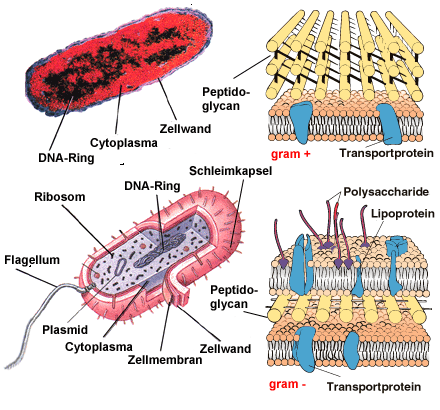 Peptido-
glycan
Zellwand
Cytoplasma
DNA-Ring
gram +
Transportprotein
Schleimkapsel
DNA-Ring
Ribosom
Polysaccharide
Lipoprotein
Flagellum
Peptido-
glycan
Plasmid
Cytoplasma
Zellwand
Zellmembran
gram -
Transportprotein